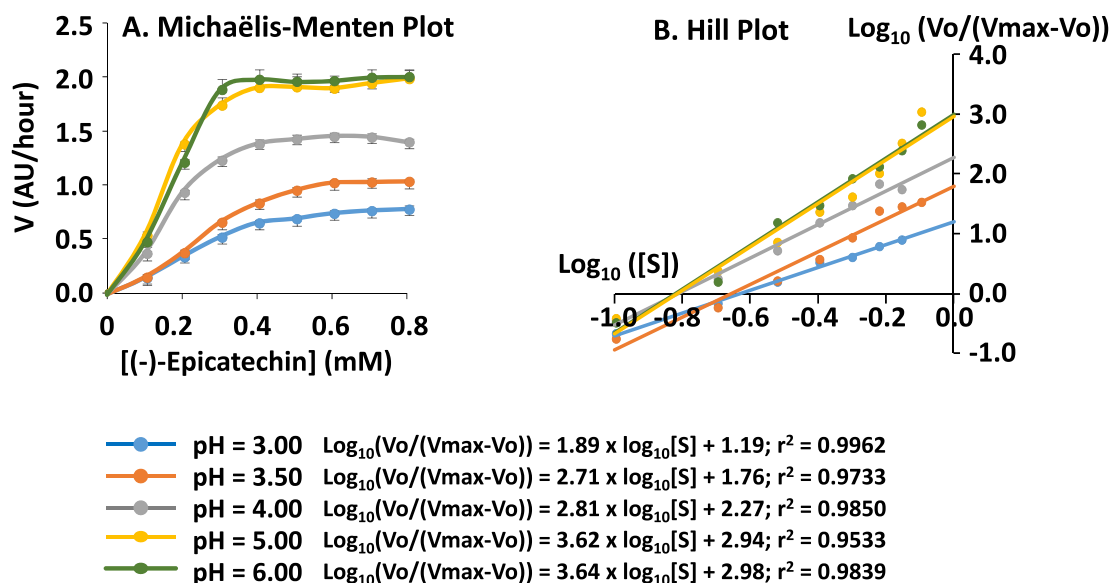 A. Michaëlis-Menten Plot
2.5
2.0
1.5
1.0
0.5
0.0
V (AU/hour)
0 0.2 0.4 0.6 0.8
[(-)-Epicatechin] (mM)
B. Hill Plot
Log10 (Vo/(Vmax-Vo))
4.0
3.0
2.0
1.0
0.0
-1.0
Log10 ([S])
-1.0 -0.8 -0.6 -0.4 -0.2 0.0
pH = 3.00 Log10(Vo/(Vmax-Vo)) = 1.89 x log10[S] + 1.19; r2 = 0.9962
pH = 3.50 Log10(Vo/(Vmax-Vo)) = 2.71 x log10[S] + 1.76; r2 = 0.9733
pH = 4.00 Log10(Vo/(Vmax-Vo)) = 2.81 x log10[S] + 2.27; r2 = 0.9850
pH = 5.00 Log10(Vo/(Vmax-Vo)) = 3.62 x log10[S] + 2.94; r2 = 0.9533
pH = 6.00 Log10(Vo/(Vmax-Vo)) = 3.64 x log10[S] + 2.98; r2 = 0.9839